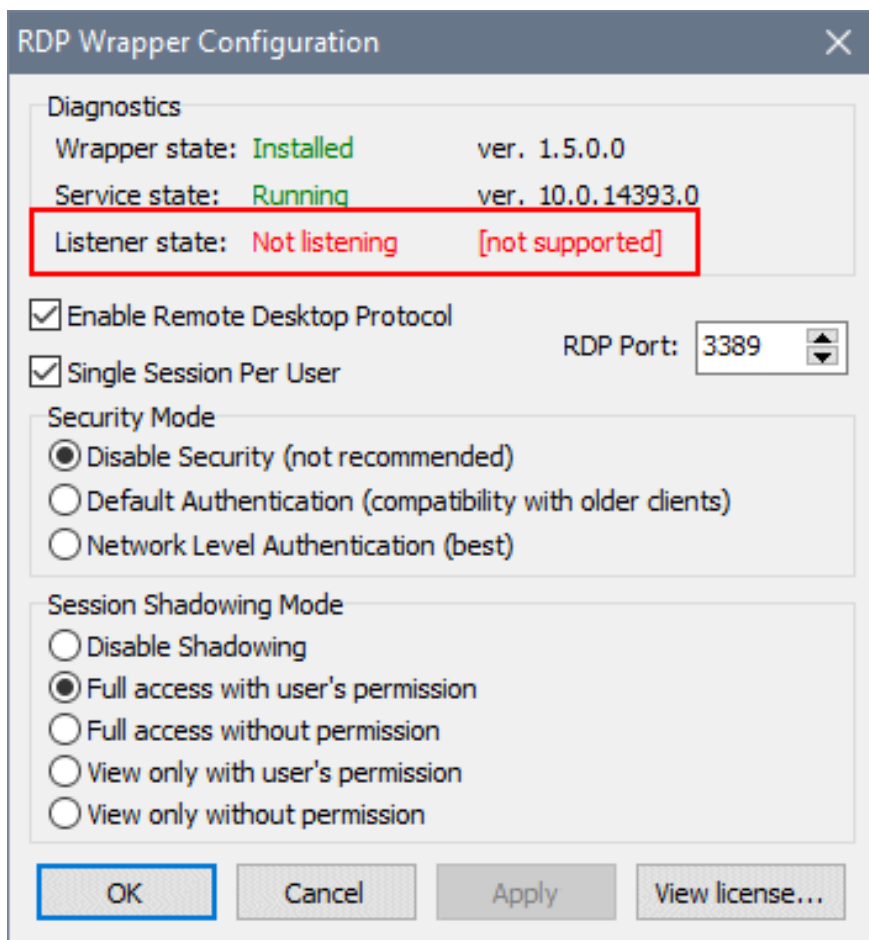 RDP Wrapper Configuration
Diagnostics
Wrapper state: Installed ver. 1.5.0.0
Service state: Running ver. 10.0.14393.0
Listener state: Not listening [not supported]
Enable Remote Desktop Protocol
RDP Port: 3389
Single Session Per User
Security Mode
Disable Security (not recommended)
Default Authentication (compatibility with older clients)
Network Level Authentication (best)
Session Shadowing Mode
Disable Shadowing
Full access with user's permission
Full access without permission
View only with user's permission
View only without permission
OK Cancel Apply View license...